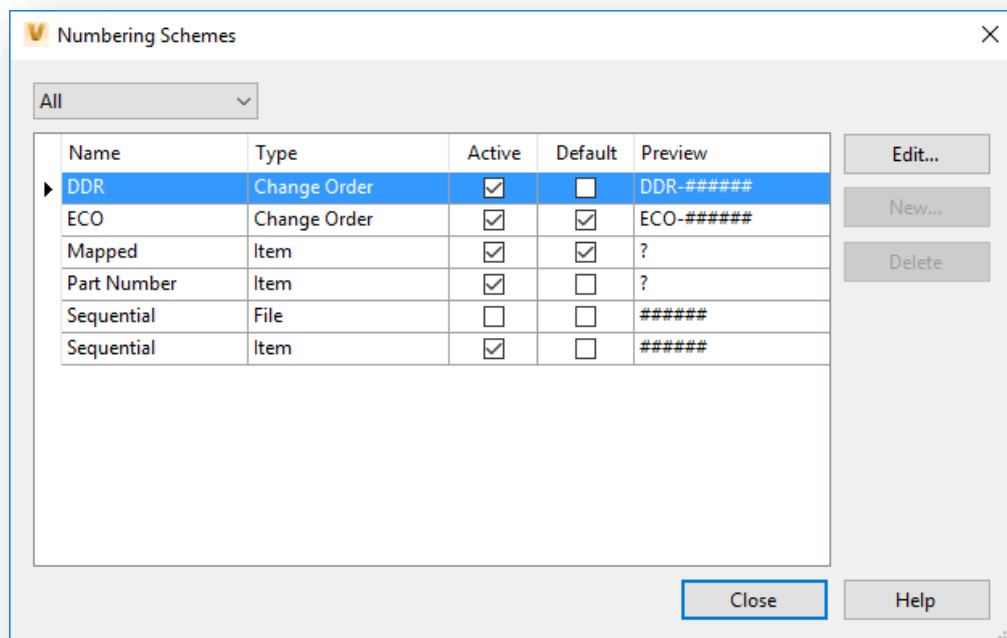 Numbering Schemes
All
Name Type Active Default Preview
DDR Change Order DDR-######
ECO Change Order ECO-######
Mapped Item ?
Part Number Item ?
Sequential File ######
Sequential Item ######
Edit...
New...
Delete
Close Help